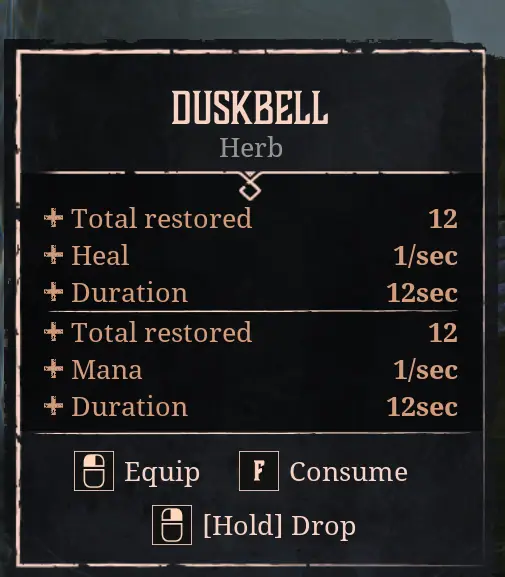 DUSKBELL
Herb
Total restored 12
Heal 1/sec
Duration 12sec
Total restored 12
Mana 1/sec
Duration 12sec
Equip F Consume
[Hold] Drop